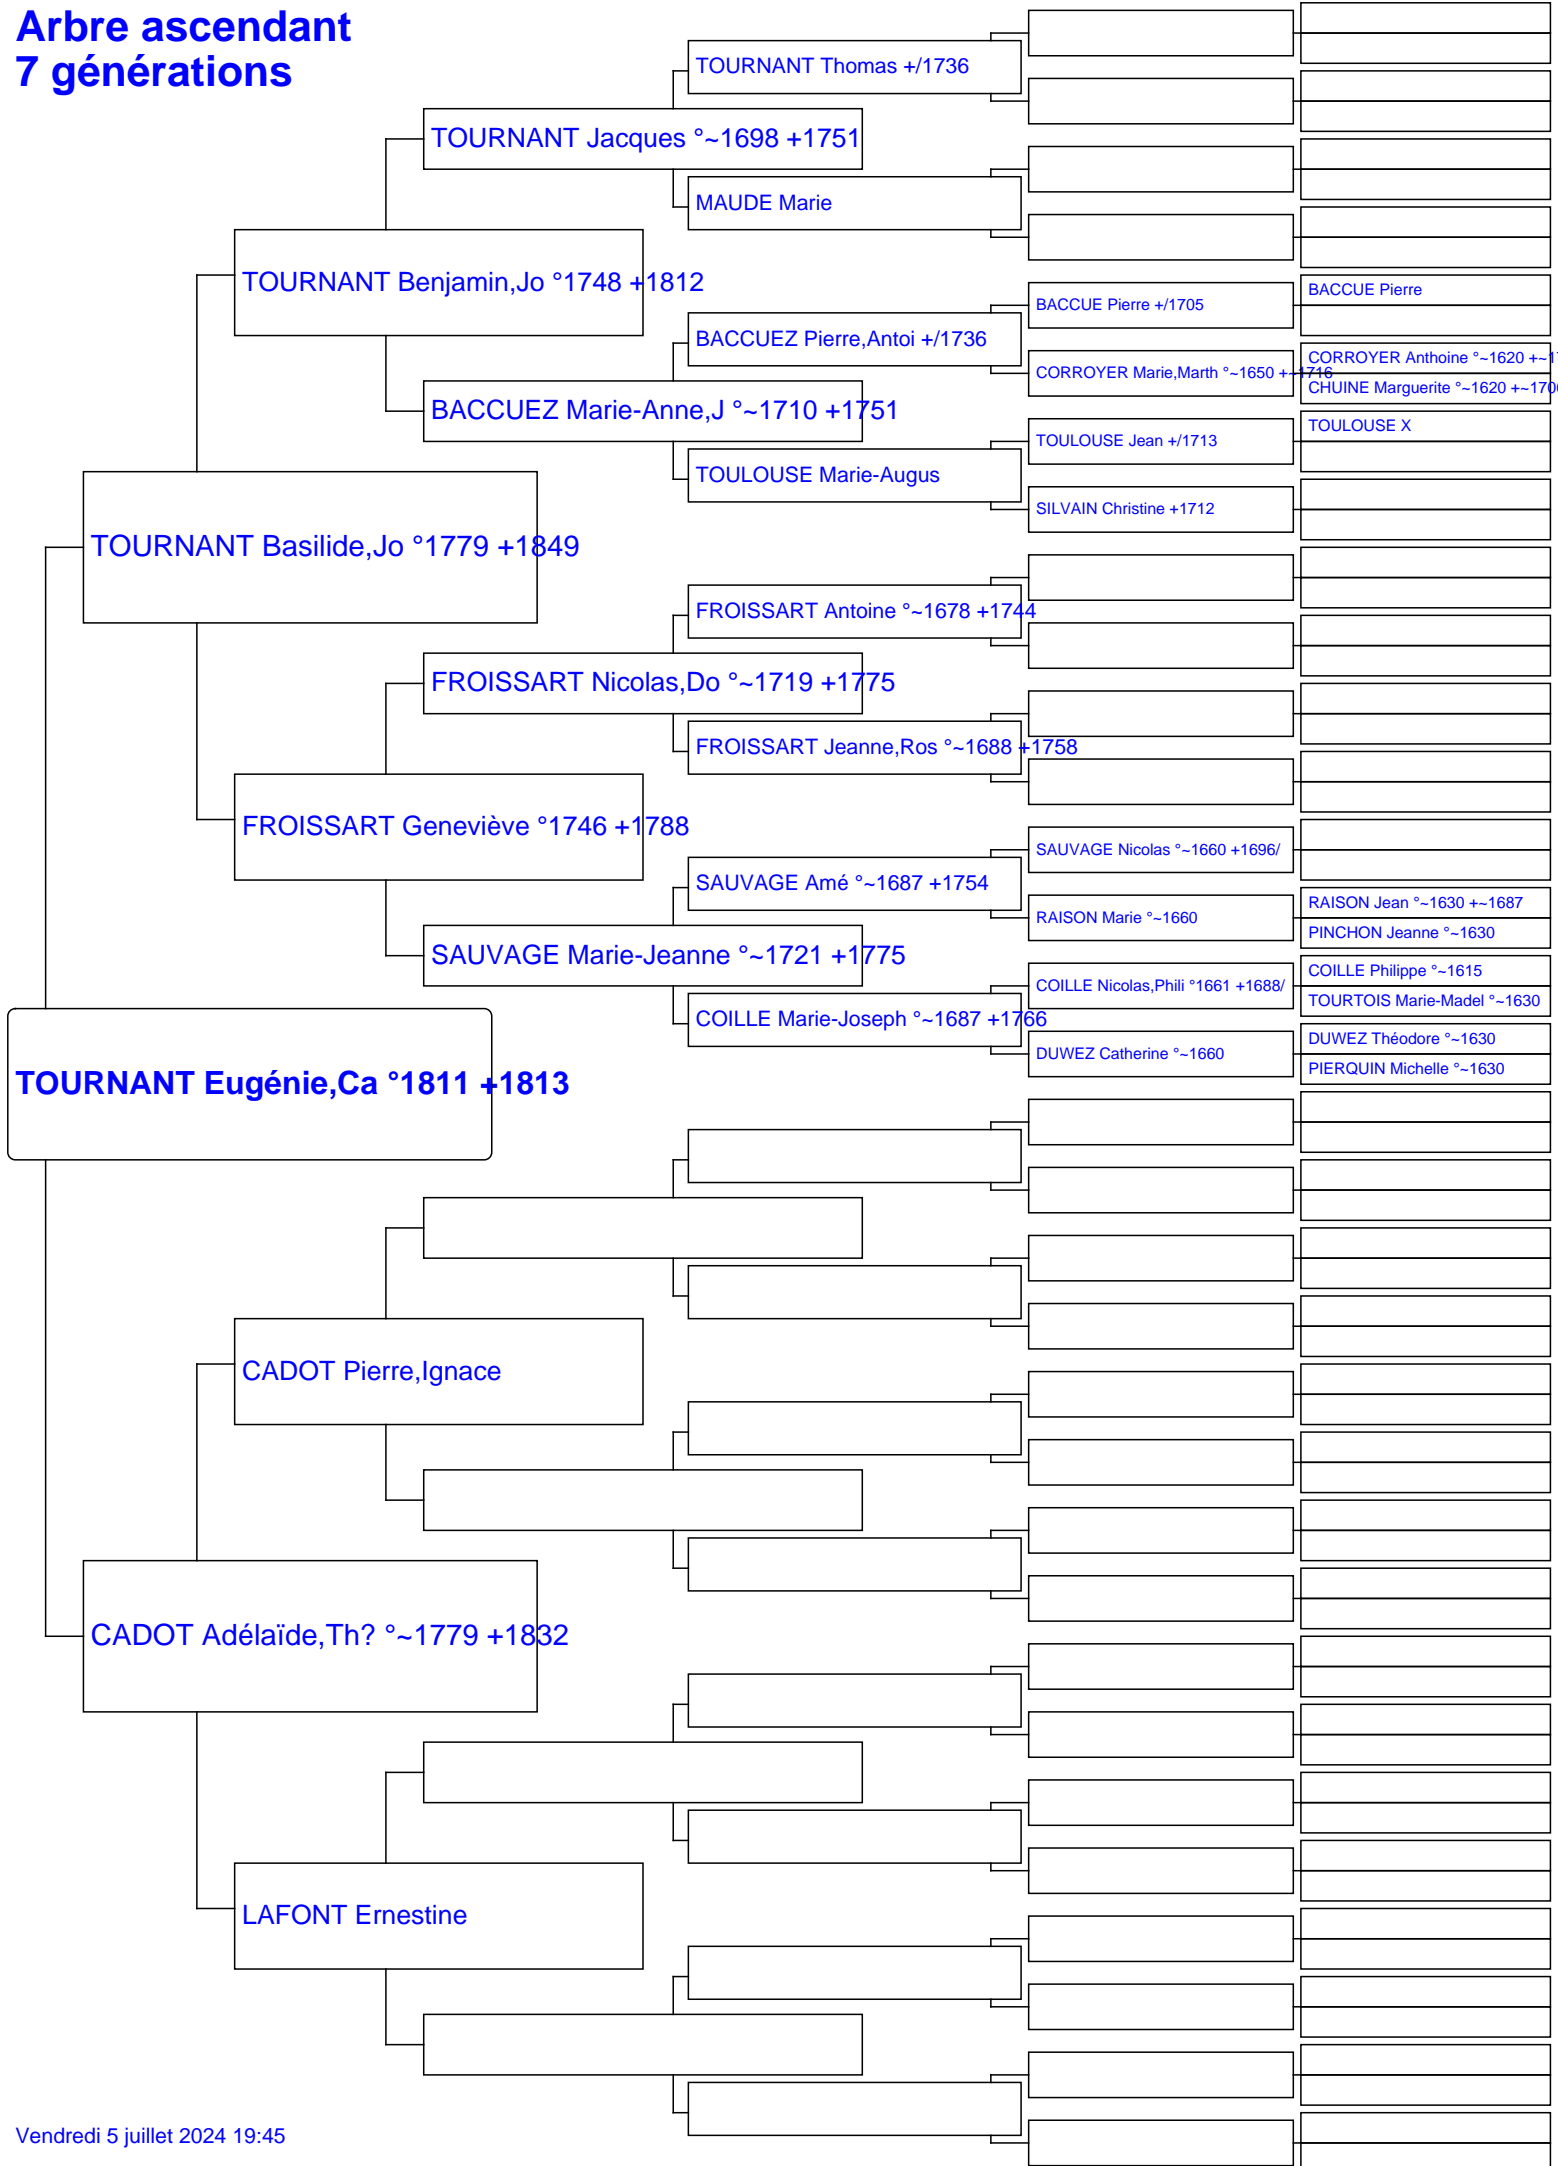 Arbre ascendant
7 générations
TOURNANT Thomas +/1736
TOURNANT Jacques °~1698 +1751
MAUDE Marie
TOURNANT Benjamin,Jo °1748 +1812
BACCUE Pierre
BACCUE Pierre +/1705
BACCUEZ Pierre,Antoi +/1736
CORROYER Anthoine °~1620 +~
CORROYER Marie,Marth °~1650 +~1716
CHUINE Marguerite °~1620 +~170
BACCUEZ Marie-Anne,J °~1710 +1751
TOULOUSE X
TOULOUSE Jean +/1713
TOULOUSE Marie-Augus
SILVAIN Christine +1712
TOURNANT Basilide,Jo °1779 +1849
FROISSART Antoine °~1678 +1744
FROISSART Nicolas,Do °~1719 +1775
FROISSART Jeanne,Ros °~1688 +1758
FROISSART Geneviève °1746 +1788
SAUVAGE Nicolas °~1660 +1696/
SAUVAGE Amé °~1687 +1754
RAISON Jean °~1630 +~1687
RAISON Marie °~1660
PINCHON Jeanne °~1630
SAUVAGE Marie-Jeanne °~1721 +1775
COILLE Philippe °~1615
COILLE Nicolas,Phili °1661 +1688/
TOURTOIS Marie-Madel °~1630
COILLE Marie-Joseph °~1687 +1766
DUWEZ Théodore °~1630
DUWEZ Catherine °~1660
PIERQUIN Michelle °~1630
TOURNANT Eugénie,Ca °1811 +1813
CADOT Pierre,Ignace
CADOT Adélaïde,Th? °~1779 +1832
LAFONT Ernestine
Vendredi 5 juillet 2024 19:45